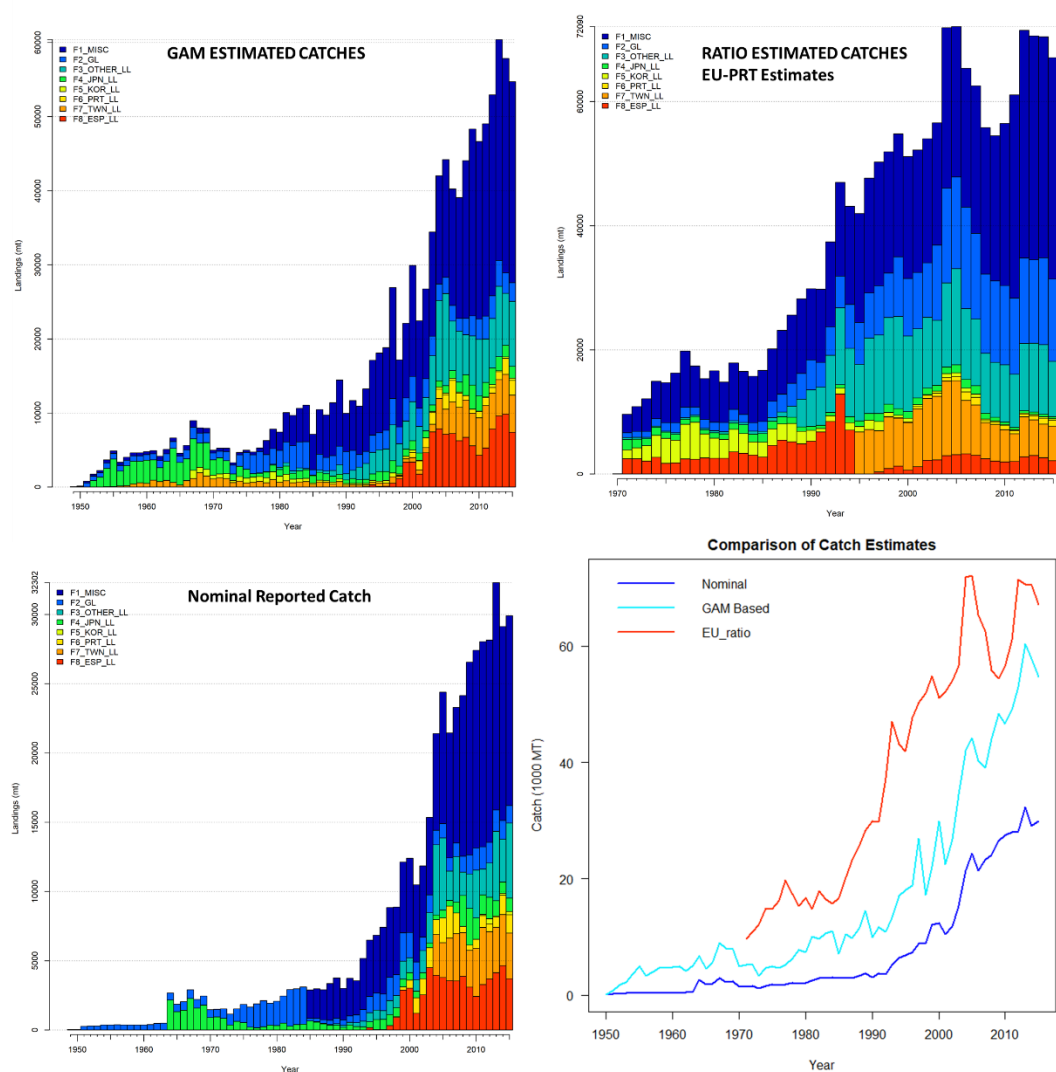 GAM ESTIMATED CATCHES
F1_MISC
F2_GL
F3_OTHER_LL
F4_JPN_LL
F5_KOR_LL
F6_PRT_LL
F7_TWN_LL
F8_ESP_LL
60000
50000
40000
30000
20000
10000
0
Landings (mt)
1950 1960 1970 1980 1990 2000 2010
Year
RATIO ESTIMATED CATCHES
EU-PRT Estimates
F1_MISC
F2_GL
F3_OTHER_LL
F4_JPN_LL
F5_KOR_LL
F6_PRT_LL
F7_TWN_LL
F8_ESP_LL
72090
60000
40000
20000
0
Landings (mt)
1970 1980 1990 2000 2010
Year
Nominal Reported Catch
F1_MISC
F2_GL
F3_OTHER_LL
F4_JPN_LL
F5_KOR_LL
F6_PRT_LL
F7_TWN_LL
F8_ESP_LL
32302
30000
25000
20000
15000
10000
5000
0
Landings (mt)
1950 1960 1970 1980 1990 2000 2010
Year
Comparison of Catch Estimates
Nominal
GAM Based
EU_ratio
60
40
20
0
Catch (1000 MT)
1950 1960 1970 1980 1990 2000 2010
Year